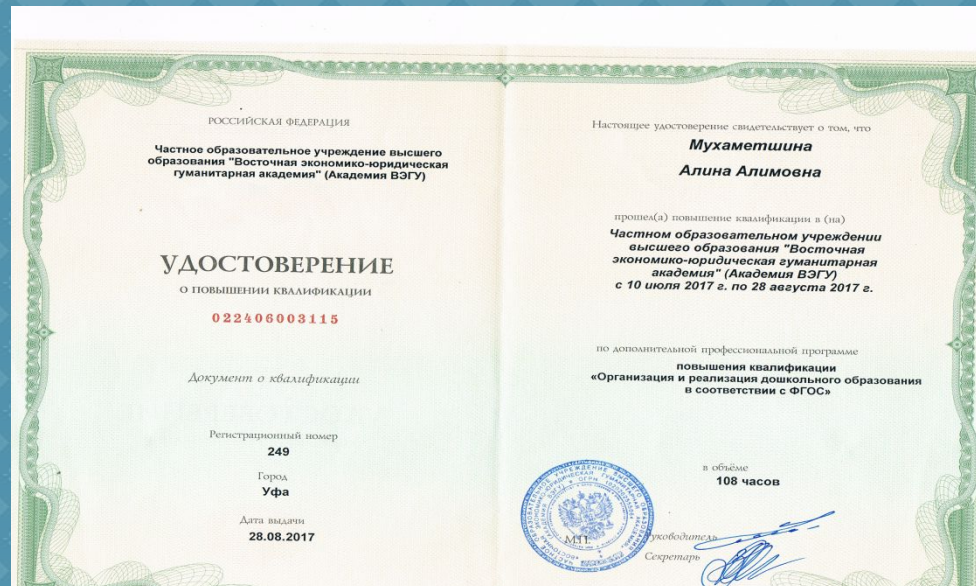 РОССИЙСКАЯ ФЕДЕРАЦИЯ
Частное образовательное учреждение высшего
образования "Восточная экономико-юридическая
гуманитарная академия" (Академия ВЭГУ)
УДОСТОВЕРЕНИЕ
О ПОВЫШЕНИИ КВАЛИФИКАЦИИ
022406003115
Документ о квалификации
Регистрационный номер
249
Город
Уфа
Дата выдачи
28.08.2017
Настоящее удостоверение свидетельствует о том, что
Мухаметшина
Алина Алимовна
прошел(а) повышение квалификации в (на)
Частном образовательном учреждении
высшего образования "Восточная
экономико-юридическая гуманитарная
академия" (Академия ВЭГУ)
с 10 июля 2017 г. по 28 августа 2017 г.
по дополнительной профессиональной программе
повышения квалификации
«Организация и реализация дошкольного образования
в соответствии с ФГОС»
в объёме
108 часов
М.П.
Руководитель
Секретарь